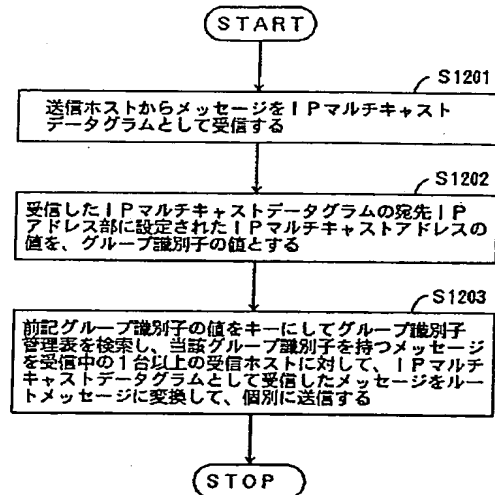 START
S1201
送信ホストからメッセージをIPマルチキャスト
データグラムとして受信する
S1202
受信したIPマルチキャストデータグラムの宛先IP
アドレス部に設定されたIPマルチキャストアドレスの
値を、グループ識別子の値とする
S1203
前記グループ識別子の値をキーにしてグループ識別子
管理表を検索し、当該グループ識別子を持つメッセージ
を受信中の1台以上の受信ホストに対して、IPマルチ
キャストデータグラムとして受信したメッセージをルー
トメッセージに変換して、個別に送信する
STOP